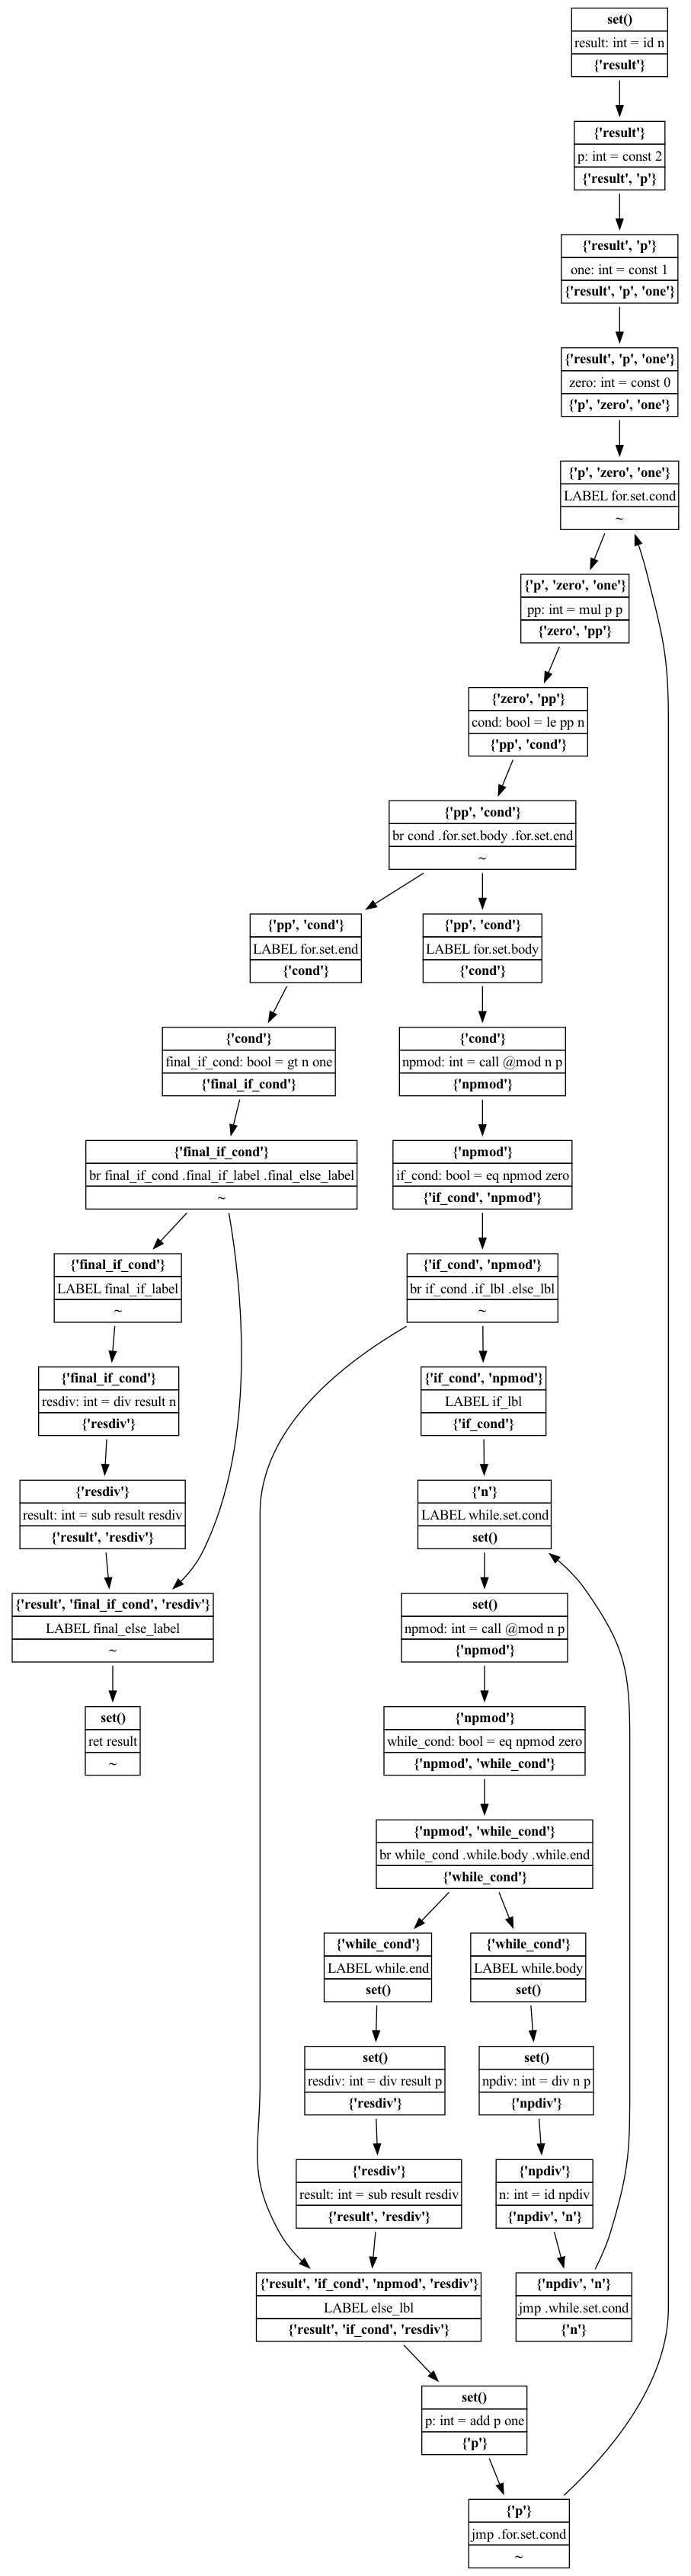 set()
result: int = id n
{'result'}
{'result'}
p: int = const 2
{'result', 'p'}
{'result', 'p'}
one: int = const 1
{'result', 'p', 'one'}
{'result', 'p', 'one'}
zero: int = const 0
{'p', 'zero', 'one'}
{'p', 'zero', 'one'}
LABEL for.set.cond
~
{'p', 'zero', 'one'}
pp: int = mul p p
{'zero', 'pp'}
{'zero', 'pp'}
cond: bool = le pp n
{'pp', 'cond'}
{'pp', 'cond'}
br cond .for.set.body .for.set.end
~
{'pp', 'cond'}
LABEL for.set.end
{'cond'}
{'pp', 'cond'}
LABEL for.set.body
{'cond'}
{'cond'}
final_if_cond: bool = gt n one
{'final_if_cond'}
{'cond'}
npmod: int = call @mod n p
{'npmod'}
{'final_if_cond'}
br final_if_cond .final_if_label .final_else_label
~
{'npmod'}
if_cond: bool = eq npmod zero
{'if_cond', 'npmod'}
{'final_if_cond'}
LABEL final_if_label
~
{'if_cond', 'npmod'}
br if_cond .if_lbl .else_lbl
~
{'final_if_cond'}
resdiv: int = div result n
{'resdiv'}
{'if_cond', 'npmod'}
LABEL if_lbl
{'if_cond'}
{'resdiv'}
result: int = sub result resdiv
{'result', 'resdiv'}
{'n'}
LABEL while.set.cond
set()
{'result', 'final_if_cond', 'resdiv'}
LABEL final_else_label
~
set()
npmod: int = call @mod n p
{'npmod'}
set()
ret result
~
{'npmod'}
while_cond: bool = eq npmod zero
{'npmod', 'while_cond'}
{'npmod', 'while_cond'}
br while_cond .while.body .while.end
{'while_cond'}
{'while_cond'}
LABEL while.end
set()
{'while_cond'}
LABEL while.body
set()
set()
resdiv: int = div result p
{'resdiv'}
set()
npdiv: int = div n p
{'npdiv'}
{'resdiv'}
result: int = sub result resdiv
{'result', 'resdiv'}
{'npdiv'}
n: int = id npdiv
{'npdiv', 'n'}
{'result', 'if_cond', 'npmod', 'resdiv'}
LABEL else_lbl
{'result', 'if_cond', 'resdiv'}
{'npdiv', 'n'}
jmp .while.set.cond
{'n'}
set()
p: int = add p one
{'p'}
{'p'}
jmp .for.set.cond
~